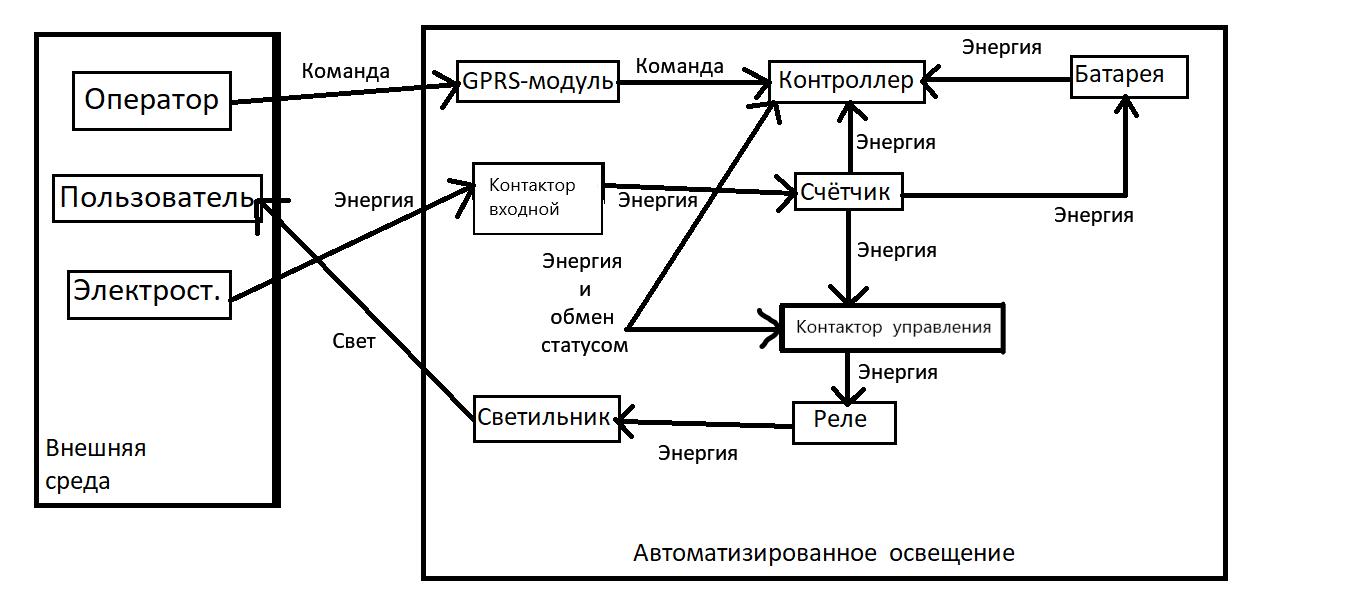 Оператор
Команда
GPRS-модуль
Команда
Контроллер
Энергия
Батарея
Пользователь
Энергия
Контактор
входной
Энергия
Энергия
Счётчик
Энергия
Электрост.
Энергия
и
обмен
статусом
Энергия
Контактор управления
Свет
Энергия
Светильник
Энергия
Реле
Внешняя
среда
Автоматизированное освещение